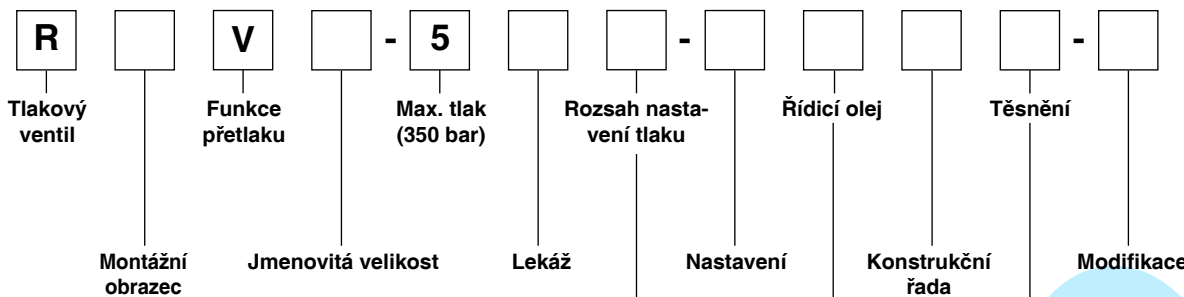 R V - 5 - -
Tlakový ventil
Funkce přetlaku
Max. tlak (350 bar)
Rozsah nasta-
vení tlaku
Řídicí olej
Těsnění
Montážní obrazec
Jmenovitá velikost
Lekáž
Nastavení
Konstrukční řada
Modifikace